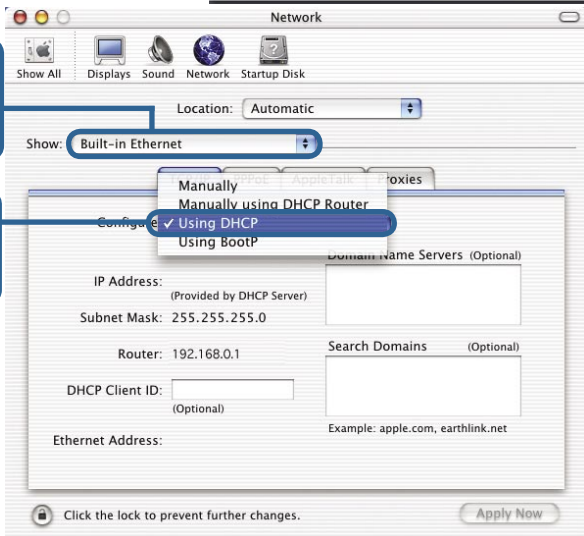 Network
Show All Displays Sound Network Startup Disk
Location: Automatic
Show: Built-in Ethernet
PPPoE AppleTalk Proxies
Manually
Manually using DHCP Router
Configure ✓ Using DHCP
Using BootP
Domain Name Servers (Optional)
IP Address:
(Provided by DHCP Server)
Subnet Mask: 255.255.255.0
Router: 192.168.0.1
Search Domains (Optional)
DHCP Client ID:
(Optional)
Example: apple.com, earthlink.net
Ethernet Address:
Click the lock to prevent further changes.
Apply Now